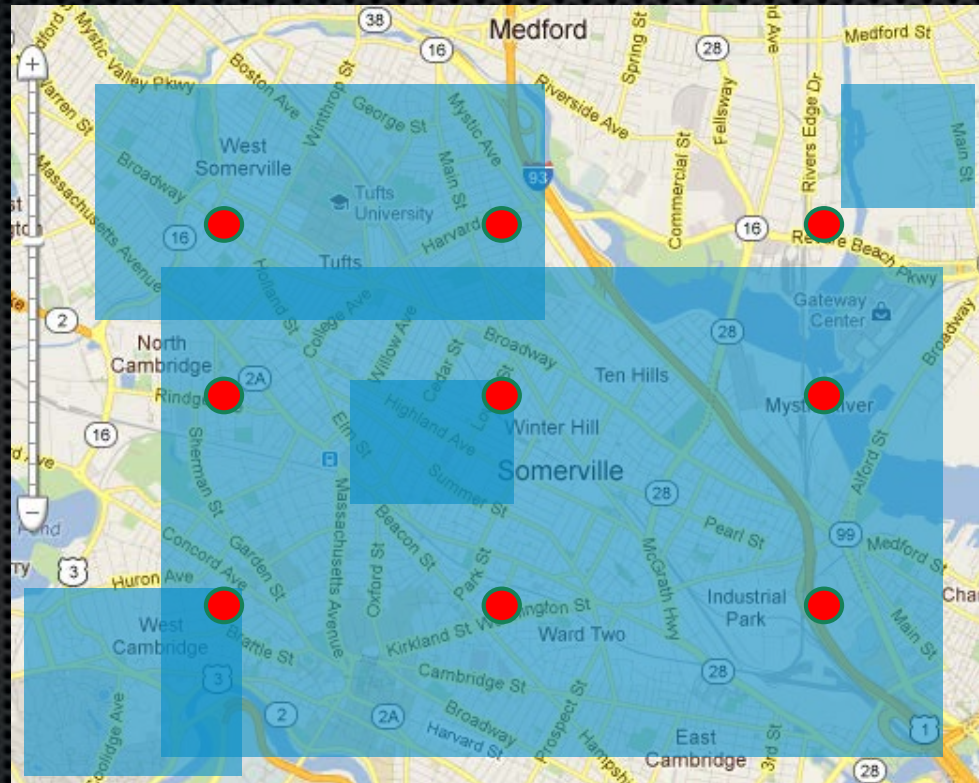 38
Medford
16
28
Medford St
Mystic Valley Pkwy
Boston Ave
Winthrop St
Spring St
Fellsway
Rivers Edge Dr
Warren St
George St
Mystic Ave
Riverside Ave
Main St
West
Somerville
Main St
Commercial St
93
Broadway
Massachusetts Avenue
Tufts
University
16
Harvard
16
Revere Beach Pkwy
Tufts
Holland St
College Ave
Willow Ave
Gateway
Center
2
28
Broadway
Broadway
North
Cambridge
2A
Cedar St
Ten Hills
Elm St
Highland Ave
Mystic River
16
Winter Hill
Sherman St
Somerville
Summer St
Alford St
28
Massachusetts Avenue
Beacon St
Pearl St
99
Medford St
Concord Ave
Garden St
Oxford St
Park St
McGrath Hwy
3
Huron Ave
Industrial
Park
West
Cambridge
Brattle St
Kirkland St
Washington St
Ward Two
Main St
3
Cambridge St
28
2
2A
Broadway
Harvard St
Prospect St
East
Cambridge
3rd St
1
28